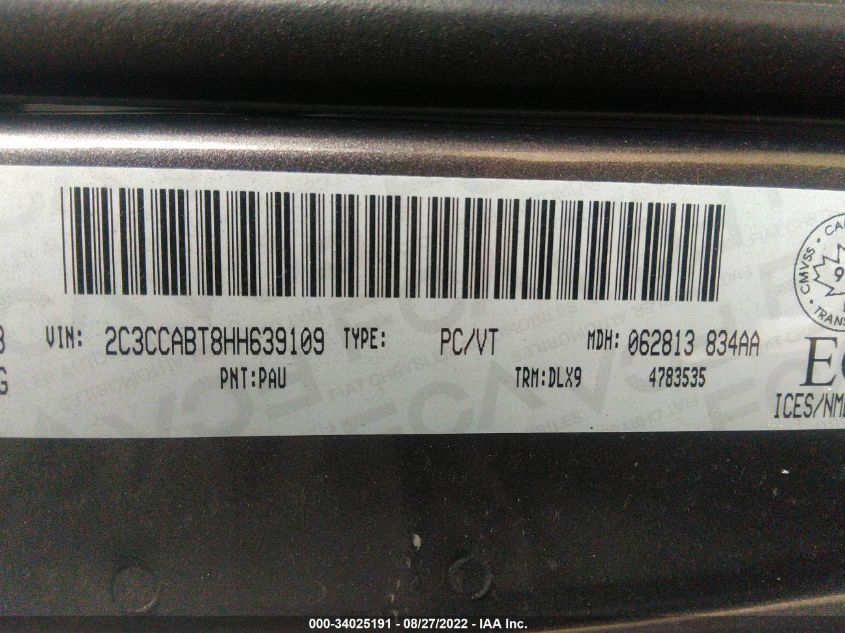 VIN: 2C3CCABT8HH639109 TYPE: PC/VT MDH: 062813 834AA
PNT:PAU TRM:DLX9 4783535
CMVSS
ICES/NM
000-34025191 - 08/27/2022 - IAA Inc.